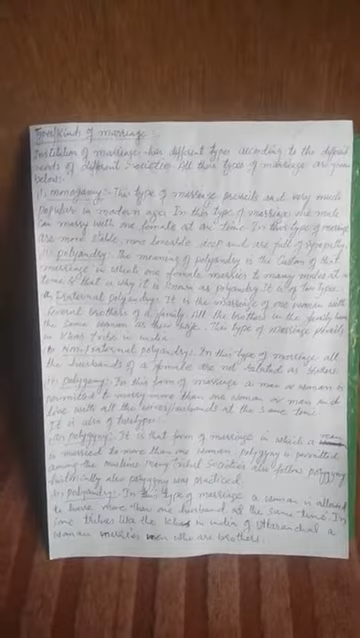 Types/Kinds of marriage :-
Institution of marriage has different types according to the different
needs of different Societies. All these types of marriage are given
below:
(1) monogamy:- This type of marriage prevails and very much
Popular in modern age. In this type of marriage one male
can marry with one female at one time. In this type of marriage
are more stable, more deep and are full of sympathy.
polyandry: the meaning of polyandry is the Custom of that
marriage in which one female marries to many males at a
time & that is why it is known as polyandry. It is of two types.
(a) Fraternal polyandry: It is the marriage of one women with
several brothers of a family. All the brothers in the family
the same woman as their wife. This type of marriage prevails
in Khas tribe in india.
(b) Non/fraternal polyandry: In this type of marriage all
the husbands of a female are not related as brothers.
polygamy: In this form of marriage a man or woman is
permitted to marry more than one woman or man and
live with all the wives/husbands at the same time.
It is also of two types:
polygyny: It is that form of marriage in which a man
is married to more than one woman. polygyny is permitted
among the muslims many tribal Societies also follow polygyny
historically also polygyny was practiced.
polyandry: In type of marriage a woman is allowed
to have more than one husband at the same time. In
some tribes like the khas in india of Uttaranchal a
woman marries men who are brothers.